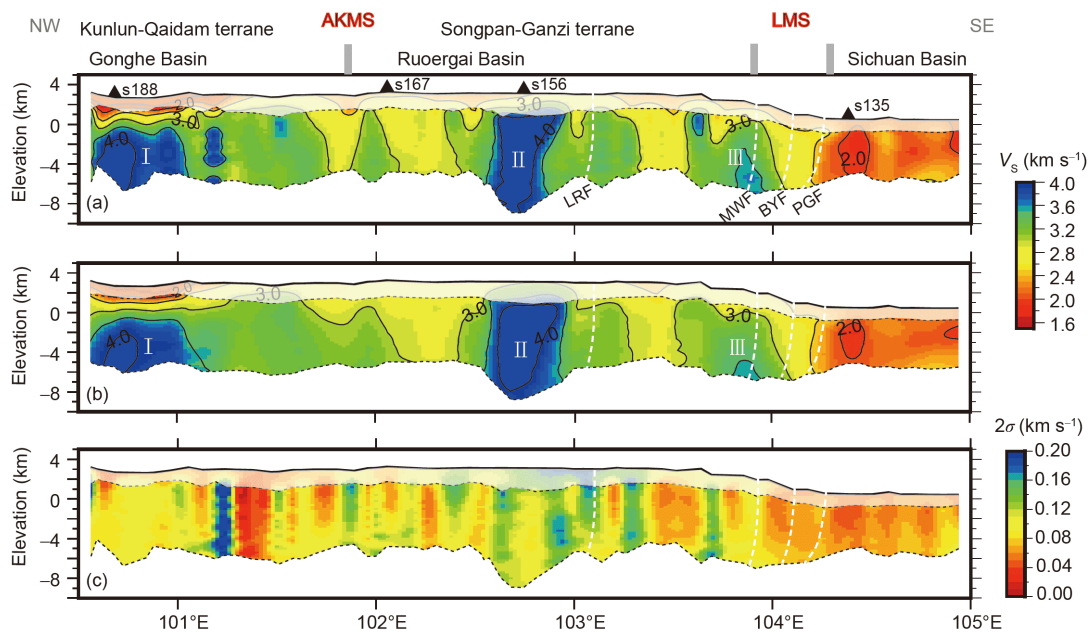 NW
Kunlun-Qaidam terrane
AKMS
Songpan-Ganzi terrane
LMS
SE
Gonghe Basin
Ruoergai Basin
Sichuan Basin
Elevation (km)
4
0
−4
−8
s188
s167
s156
s135
2.0
3.0
3.0
4.0
4.0
3.0
2.0
I
II
III
LRF
MWF
BYF
PGF
(a)
Vs (km s⁻¹)
4.0
3.6
3.2
2.8
2.4
2.0
1.6
Elevation (km)
4
0
−4
−8
2.0
3.0
3.0
4.0
4.0
3.0
2.0
I
II
III
(b)
Elevation (km)
4
0
−4
−8
(c)
2σ (km s⁻¹)
0.20
0.16
0.12
0.08
0.04
0.00
101°E
102°E
103°E
104°E
105°E